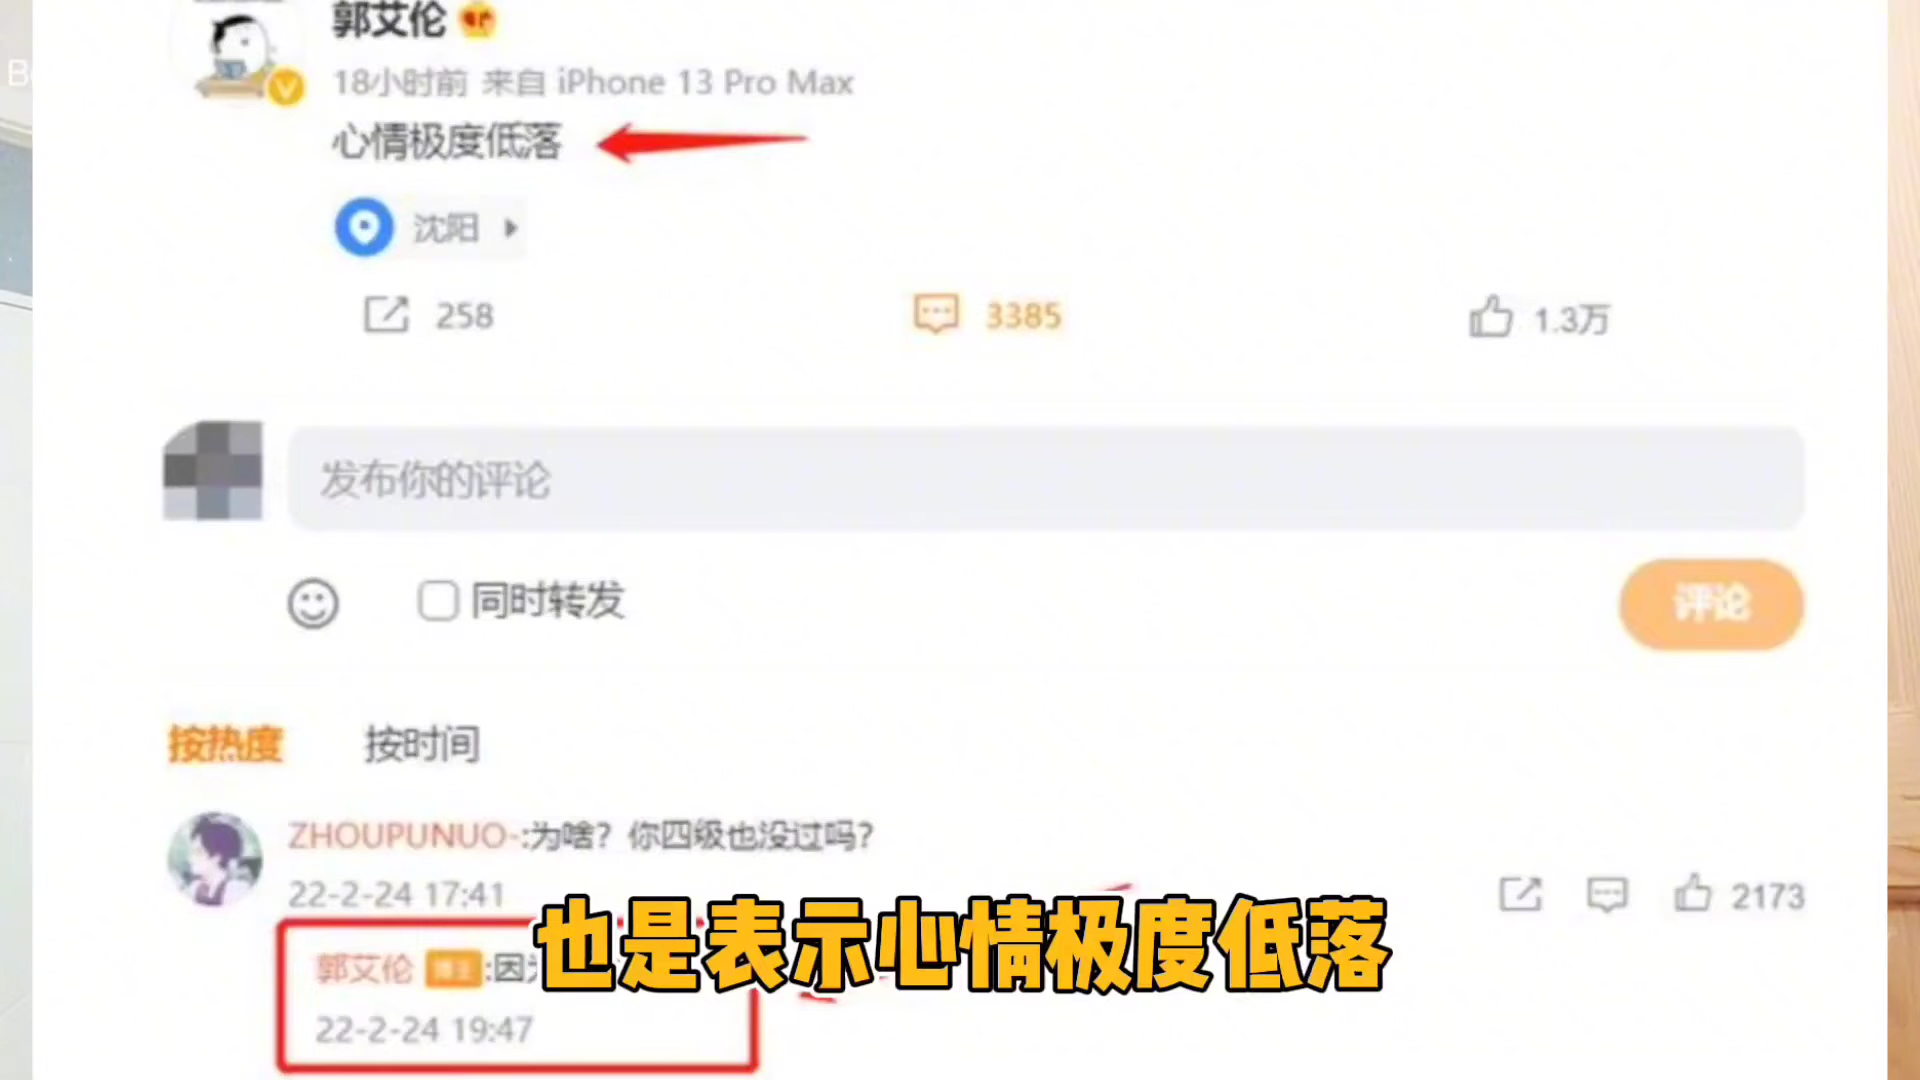 郭艾伦
18小时前 来自 iPhone 13 Pro Max
心情极度低落
沈阳
258
3385
1.3万
发布你的评论
同时转发
评论
按热度 按时间
ZHOUPUNUO-:为啥？你四级也没过吗？
22-2-24 17:41
2173
郭艾伦 博主:因
22-2-24 19:47
也是表示心情极度低落